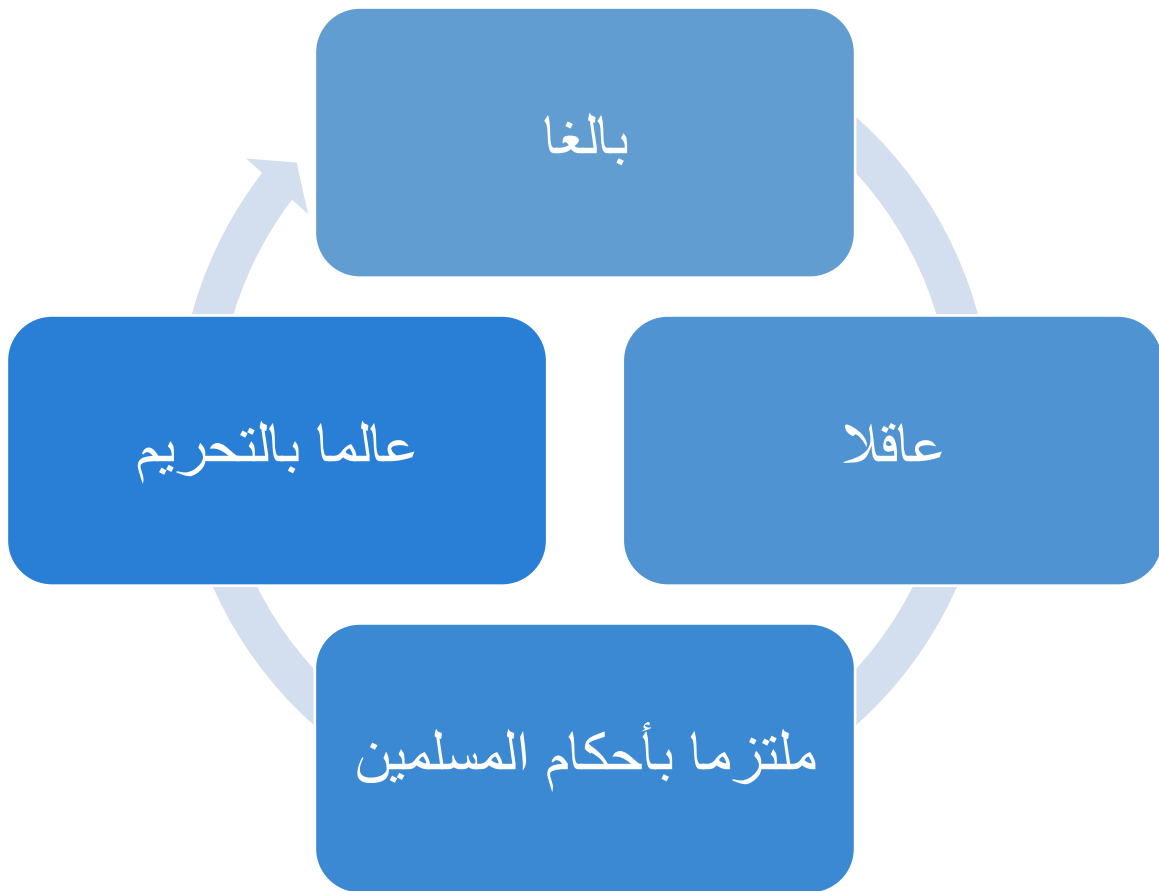 بالغا
عاقلا
ملتزما بأحكام المسلمين
عالما بالتحريم